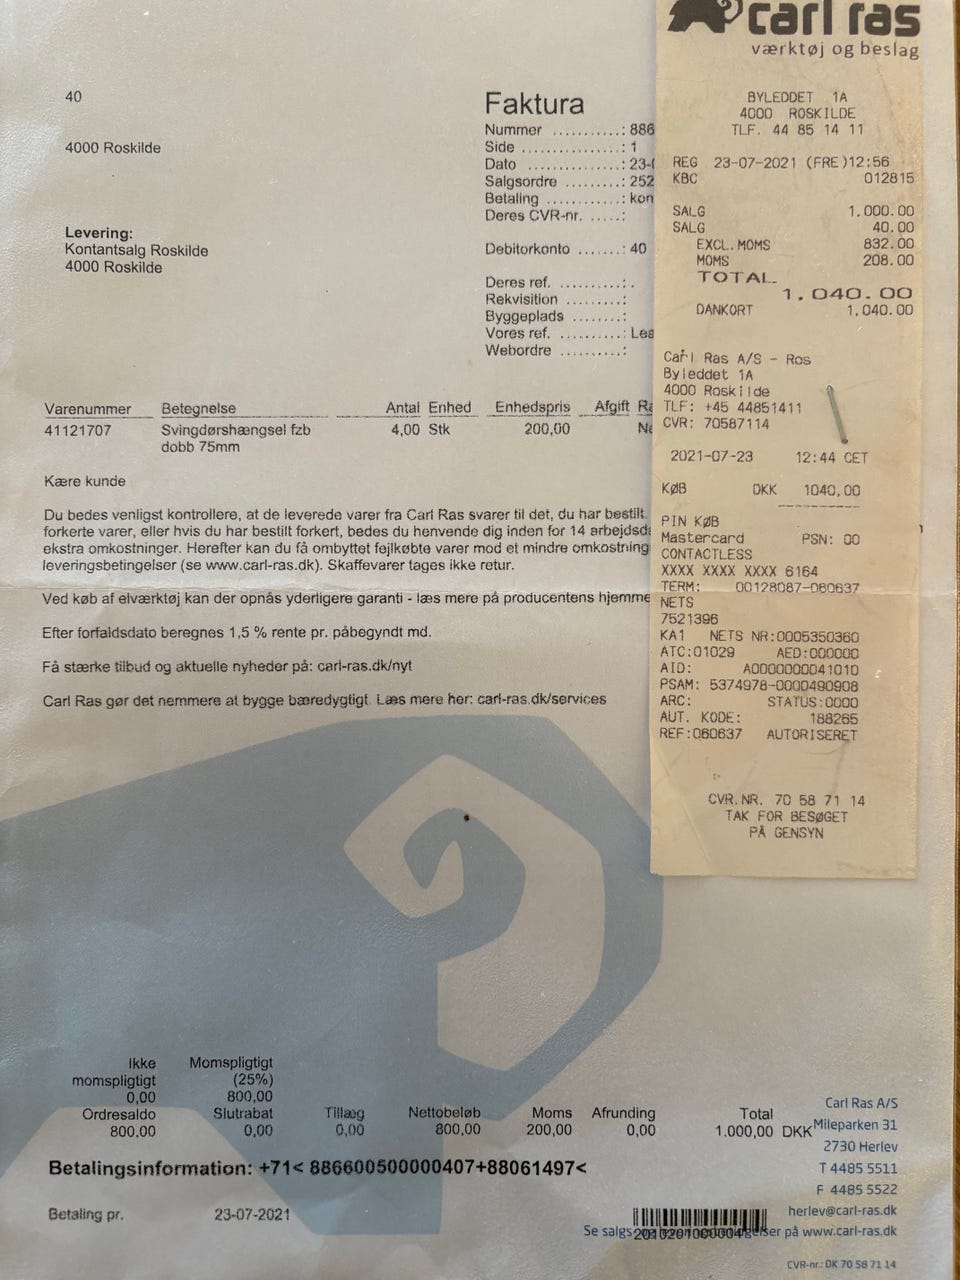 40
4000 Roskilde
Levering:
Kontantsalg Roskilde
4000 Roskilde
Faktura
Nummer ...........: 886
Side ................: 1
Dato ...............: 23-
Salgsordre ........: 252
Betaling ...........: kon
Deres CVR-nr. .....:
Debitorkonto .......: 40
Deres ref. ..........: .
Rekvisition ........:
Byggeplads ........:
Vores ref. ..........: Lea
Webordre ..........:
Varenummer Betegnelse Antal Enhed Enhedspris Afgift
41121707 Svingdørshængsel fzb 4,00 Stk 200,00
dobb 75mm
Kære kunde
Du bedes venligst kontrollere, at de leverede varer fra Carl Ras svarer til det, du har bestilt.
forkerte varer, eller hvis du har bestilt forkert, bedes du henvende dig inden for 14
ekstra omkostninger. Herefter kan du få ombyttet fejlkøbte varer mod et mindre omkostning
leveringsbetingelser (se www.carl-ras.dk). Skaffevarer tages ikke retur.
Ved køb af elværktøj kan der opnås yderligere garanti - læs mere på producentens hjemme
Efter forfaldsdato beregnes 1,5 % rente pr. påbegyndt md.
Få stærke tilbud og aktuelle nyheder på: carl-ras.dk/nyt
Carl Ras gør det nemmere at bygge bæredygtigt. Læs mere her: carl-ras.dk/services
carl ras
værktøj og beslag
BYLEDDET 1A
4000 ROSKILDE
TLF. 44 85 14 11
REG 23-07-2021 (FRE)12:56
KBC 012815
SALG 1,000.00
SALG 40.00
EXCL.MOMS 832.00
MOMS 208.00
TOTAL
1,040.00
DANKORT 1,040.00
Carl Ras A/S - Ros
Byleddet 1A
4000 Roskilde
TLF: +45 44851411
CVR: 70587114
2021-07-23 12:44 CET
KØB DKK 1040,00
PIN KØB
Mastercard PSN: 00
CONTACTLESS
XXXX XXXX XXXX 6164
TERM: 00128087-060637
NETS
7521396
KA1 NETS NR:0005350360
ATC:01029 AED:000000
AID: A0000000041010
PSAM: 5374978-0000490908
ARC: STATUS:0000
AUT. KODE: 188265
REF:060637 AUTORISERET
CVR.NR. 70 58 71 14
TAK FOR BESØGET
PÅ GENSYN
Ikke Momspligtigt
momspligtigt (25%)
0,00 800,00
Ordresaldo Slutrabat Tillæg Nettobeløb Moms Afrunding Total
800,00 0,00 0,00 800,00 200,00 0,00 1.000,00 DKK
Betalingsinformation: +71< 886600500000407+88061497<
Betaling pr. 23-07-2021
Carl Ras A/S
Mileparken 31
2730 Herlev
T 4485 5511
F 4485 5522
herlev@carl-ras.dk
Se salgs på www.carl-ras.dk
CVR-nr.: DK 70 58 71 14